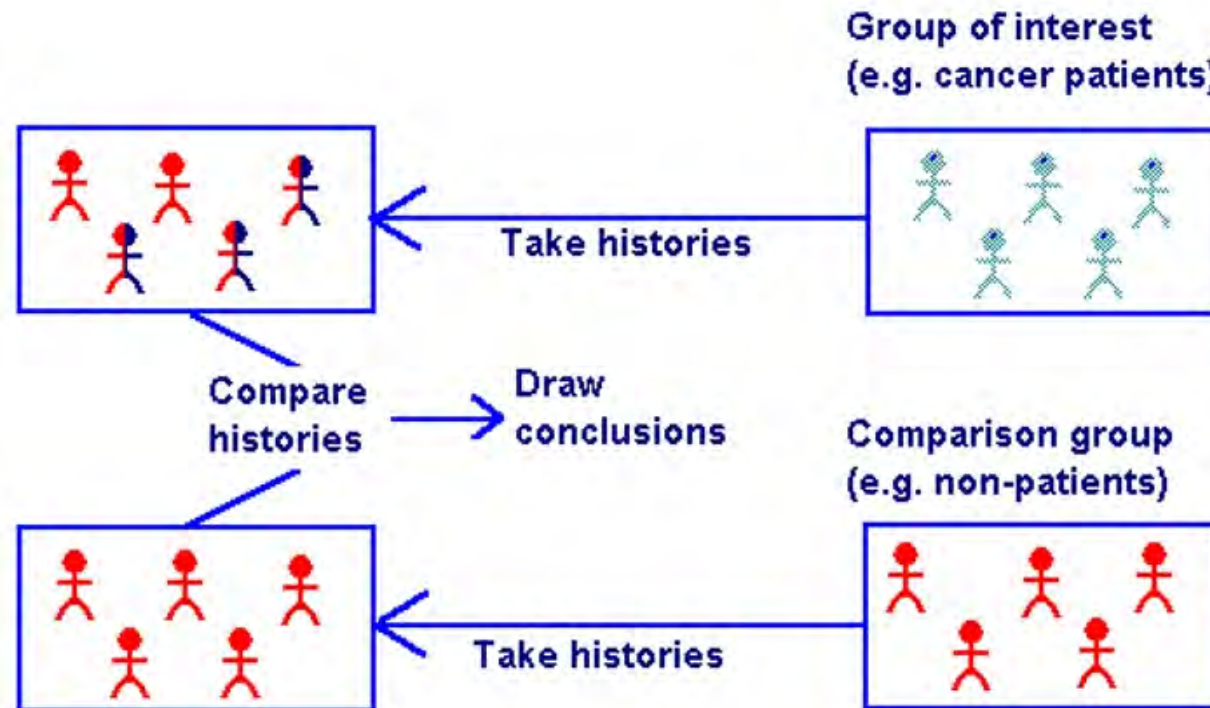 Group of interest
(e.g. cancer patients)
Take histories
Compare
histories
Draw
conclusions
Comparison group
(e.g. non-patients)
Take histories